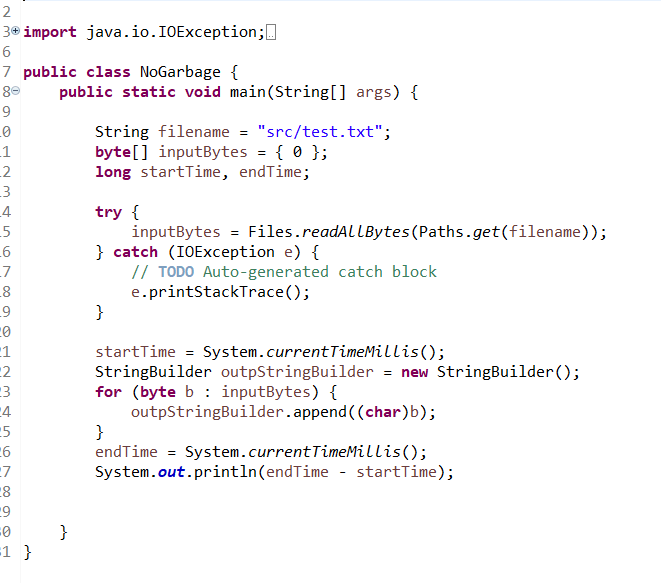 2
3 import java.io.IOException;
6
7 public class NoGarbage {
8 public static void main(String[] args) {
9
0 String filename = "src/test.txt";
1 byte[] inputBytes = { 0 };
2 long startTime, endTime;
3
4 try {
5 inputBytes = Files.readAllBytes(Paths.get(filename));
6 } catch (IOException e) {
7 // TODO Auto-generated catch block
8 e.printStackTrace();
9 }
0
1 startTime = System.currentTimeMillis();
2 StringBuilder outpStringBuilder = new StringBuilder();
3 for (byte b : inputBytes) {
4 outpStringBuilder.append((char)b);
5 }
6 endTime = System.currentTimeMillis();
7 System.out.println(endTime - startTime);
8
9
0 }
1 }